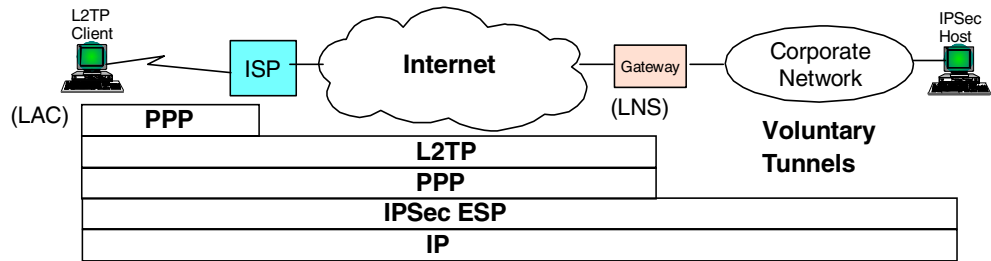 L2TP
Client
IPSec
Host
ISP
Internet
Gateway
Corporate
Network
(LAC)
(LNS)
PPP
Voluntary
Tunnels
L2TP
PPP
IPSec ESP
IP